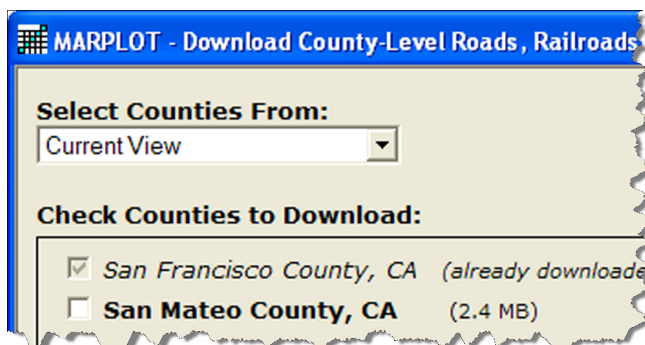 MARPLOT - Download County-Level Roads, Railroads
Select Counties From:
Current View
Check Counties to Download:
San Francisco County, CA (already downloade
San Mateo County, CA (2.4 MB)